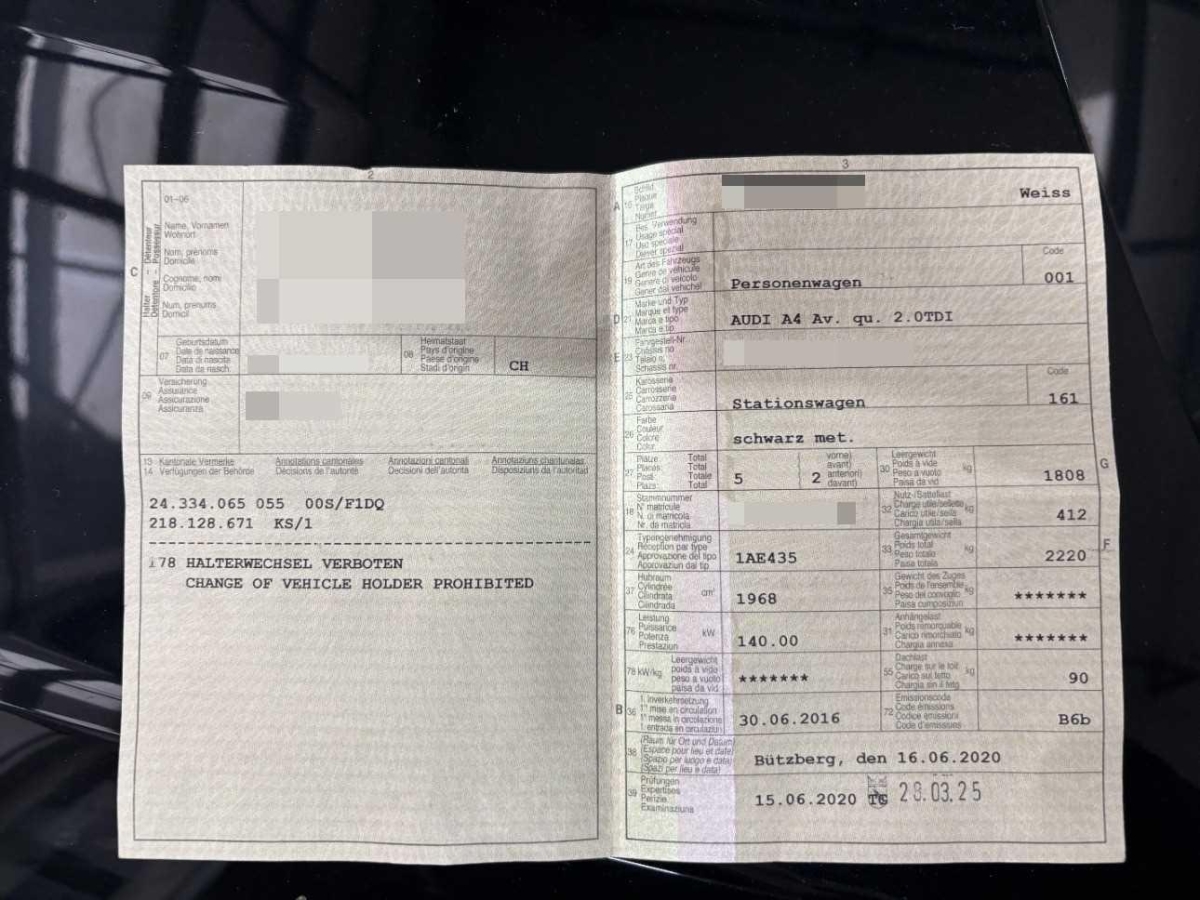 2
01-06
C
Halter - Détenteur
Detentore - Possessur
Name, Vornamen
Wohnort
Nom, prénoms
Domicile
Cognome, nomi
Domicilio
Num, prenums
Domicil
07
Geburtsdatum
Date de naissance
Data di nascita
Data da nasch.
08
Heimatstaat
Pays d'origine
Paese d'origine
Stadi d'origin
CH
09
Versicherung
Assurance
Assicurazione
Assicuranza
13 Kantonale Vermerke Annotations cantonales Annotazioni cantonali Annotaziuns chantunalas
14 Verfügungen der Behörde Décisions de l'autorité Decisioni dell'autorità Disposiziuns da l'autoritad
24.334.065 055 00S/F1DQ
218.128.671 KS/1
178 HALTERWECHSEL VERBOTEN
CHANGE OF VEHICLE HOLDER PROHIBITED
3
A
Schild
Plaque
Targa
Weiss
17
Bes. Verwendung
Usage spécial
Uso speciale
Diever spezial
19
Art des Fahrzeugs
Genre de véhicule
Genere di veicolo
Gener dal vehichel
Personenwagen
Code
001
D 21
Marke und Typ
Marque et type
Marca e tipo
Marca e tip
AUDI A4 Av. qu. 2.0TDI
E 23
Fahrgestell-Nr.
Châssis no
Telaio n.
Schassis nr.
25
Karosserie
Carrosserie
Carrozzeria
Carossaria
Stationswagen
Code
161
26
Farbe
Couleur
Colore
Colur
schwarz met.
27
Plätze Total
Places Total
Posti Totale
Plazs Total
5
vorne)
avant)
anteriori)
davant)
2
30
Leergewicht
Poids à vide
Peso a vuoto
Paisa da vid
kg
1808
G
18
Stammnummer
N° matricule
N. di matricola
Nr. da matricla
32
Nutz-/Sattellast
Charge utile/sellette
Carico utile/sella
Chargia utila/sella
kg
412
24
Typengenehmigung
Réception par type
Approvazione del tipo
Approvaziun dal tip
1AE435
33
Gesamtgewicht
Poids total
Peso totale
Paisa totala
kg
2220
F
37
Hubraum
Cylindrée
Cilindrata
Cilindrada
cm³
1968
35
Gewicht des Zuges
Poids de l'ensemble
Peso del convoglio
Paisa cumposiziun
kg
*******
76
Leistung
Puissance
Potenza
Prestaziun
kW
140.00
31
Anhängelast
Poids remorquable
Carico rimorchiato
Chargia annexa
kg
*******
78 kW/kg
Leergewicht
poids à vide
peso a vuoto
paisa da vid
*******
55
Dachlast
Charge sur le toit
Carico sul tetto
Chargia sin il tetg
kg
90
B 36
1. Inverkehrsetzung
1re mise en circulation
1a messa in circolazione
1. entrada en circulaziun
30.06.2016
72
Emissionscode
Code émissions
Codice emissioni
Code d'emissiuns
B6b
38
(Raum für Ort und Datum)
(Espace pour lieu et date)
(Spazio per luogo e data)
(Spazi per lieu e data)
Bützberg, den 16.06.2020
39
Prüfungen
Expertises
Perizie
Examinaziuns
15.06.2020 TG 28.03.25